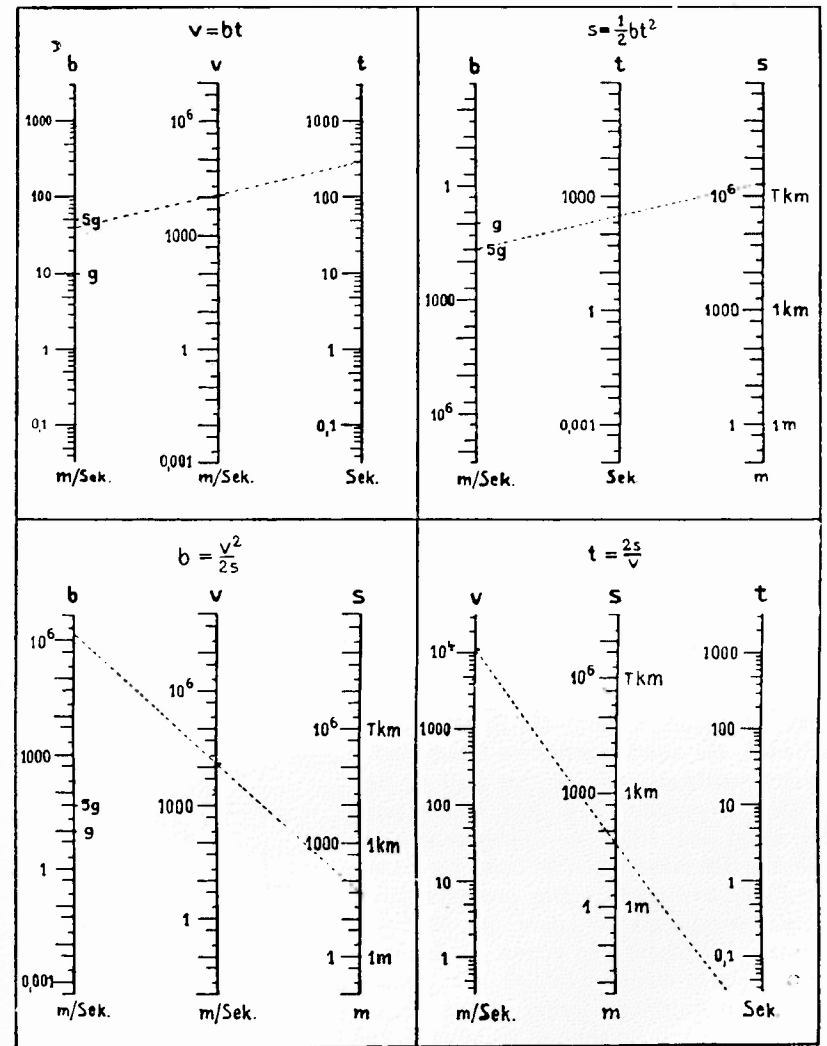 v=bt
b v t
1000
100
10
1
0,1
5g
g
10⁶
1000
1
0,001
1000
100
10
1
0,1
m/Sek. m/Sek. Sek.
s=½bt²
b t s
1
1000
10⁶
g
5g
1000
1
0,001
10⁶
1000
1
Tkm
1km
1m
m/Sek. Sek m
b = v²/2s
b v s
10⁶
1000
1
0,001
5g
g
10⁶
1000
1
10⁶
1000
1
Tkm
1km
1m
m/Sek. m/Sek. m
t = 2s/v
v s t
10⁴
1000
100
10
1
10⁶
1000
1
Tkm
1km
1m
1000
100
10
1
0,1
m/Sek. m Sek.